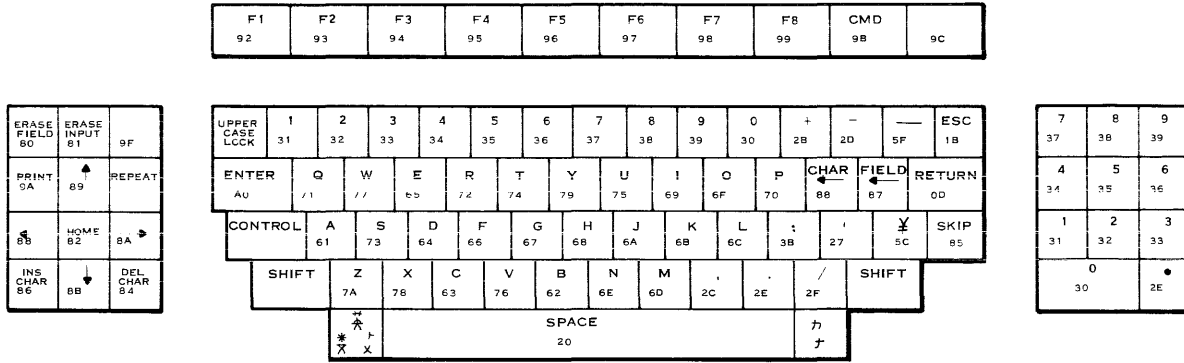 F1 F2 F3 F4 F5 F6 F7 F8 CMD
92 93 94 95 96 97 98 99 9B 9C
ERASE FIELD 80
ERASE INPUT 81
9F
PRINT 9A
89
REPEAT
88
HOME 82
8A
INS CHAR 86
8B
DEL CHAR 84
UPPER CASE LOCK
1 2 3 4 5 6 7 8 9 0 + - — ESC
31 32 33 34 35 36 37 38 39 30 2B 2D 5F 1B
ENTER Q W E R T Y U I O P CHAR FIELD RETURN
A0 71 77 65 72 74 79 75 69 6F 70 88 87 0D
CONTROL A S D F G H J K L ; ' ¥ SKIP
61 73 64 66 67 68 6A 6B 6C 3B 27 5C 85
SHIFT Z X C V B N M , . / SHIFT
7A 78 63 76 62 6E 6D 2C 2E 2F
SPACE
20
カ
ナ
7 8 9
37 38 39
4 5 6
34 35 36
1 2 3
31 32 33
0 •
30 2E